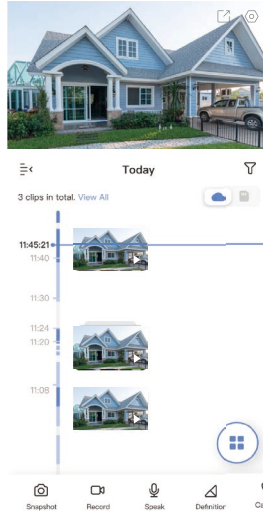 Today
3 clips in total. View All
11:45:21
11:40
11:30
11:24
11:20
11:08
Snapshot
Record
Speak
Definition